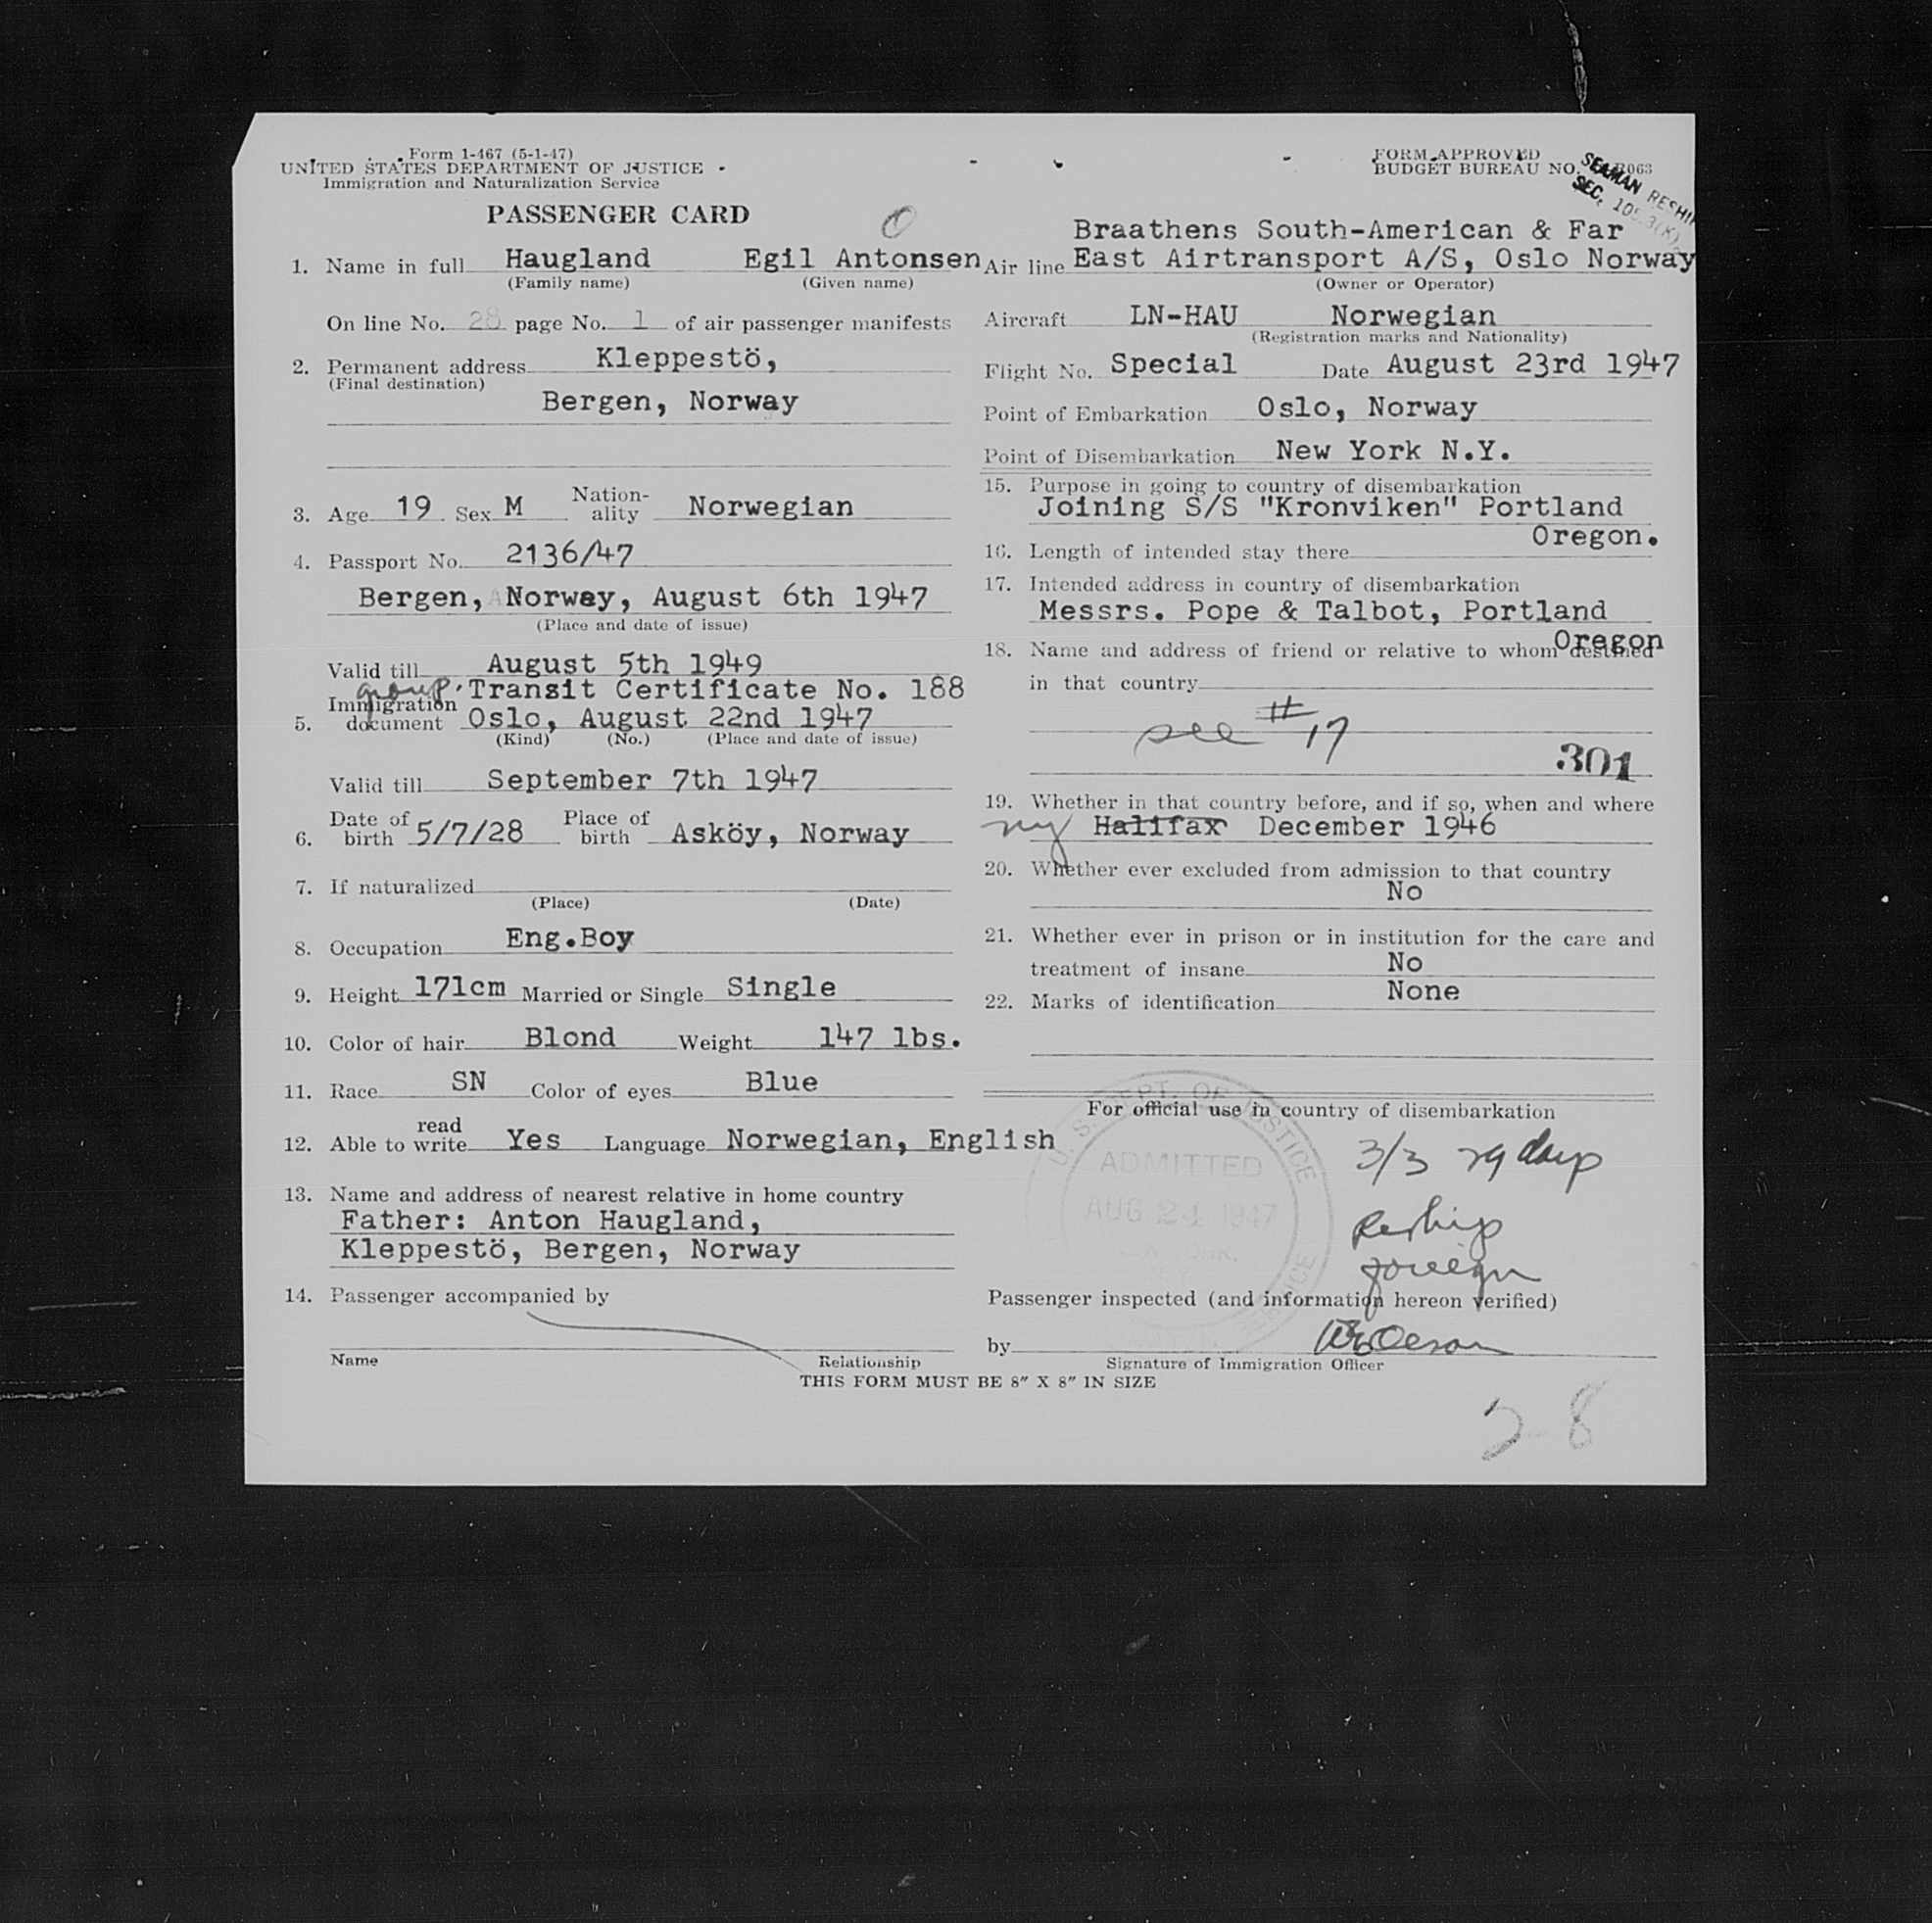 Form 1-467 (5-1-47)
UNITED STATES DEPARTMENT OF JUSTICE
Immigration and Naturalization Service
PASSENGER CARD
1. Name in full Haugland Egil Antonsen
(Family name) (Given name)
On line No. 28 page No. 1 of air passenger manifests
2. Permanent address Kleppestö,
(Final destination)
Bergen, Norway
3. Age 19 Sex M Nation-ality Norwegian
4. Passport No. 2136/47
Bergen, Norway, August 6th 1947
(Place and date of issue)
Valid till August 5th 1949
group Transit Certificate No. 188
5. Immigration document Oslo, August 22nd 1947
(Kind) (No.) (Place and date of issue)
Valid till September 7th 1947
6. Date of birth 5/7/28 Place of birth Asköy, Norway
7. If naturalized
(Place) (Date)
8. Occupation Eng.Boy
9. Height 171cm Married or Single Single
10. Color of hair Blond Weight 147 lbs.
11. Race SN Color of eyes Blue
12. Able to read write Yes Language Norwegian, English
13. Name and address of nearest relative in home country
Father: Anton Haugland,
Kleppestö, Bergen, Norway
14. Passenger accompanied by
Name Relationship
FORM APPROVED
BUDGET BUREAU NO.
SEAMAN
SEC.
Braathens South-American & Far
Air line East Airtransport A/S, Oslo Norway
(Owner or Operator)
Aircraft LN-HAU Norwegian
(Registration marks and Nationality)
Flight No. Special Date August 23rd 1947
Point of Embarkation Oslo, Norway
Point of Disembarkation New York N.Y.
15. Purpose in going to country of disembarkation
Joining S/S "Kronviken" Portland
Oregon.
16. Length of intended stay there
17. Intended address in country of disembarkation
Messrs. Pope & Talbot, Portland
Oregon
18. Name and address of friend or relative to whom destined
in that country
see #17
301
19. Whether in that country before, and if so, when and where
ny Halifax December 1946
20. Whether ever excluded from admission to that country
No
21. Whether ever in prison or in institution for the care and
treatment of insane No
22. Marks of identification None
For official use in country of disembarkation
U. S. DEPT. OF JUSTICE
ADMITTED
AUG 24 1947
3/3 29 days
Reship
foreign
Passenger inspected (and information hereon verified)
by
Signature of Immigration Officer
THIS FORM MUST BE 8" X 8" IN SIZE